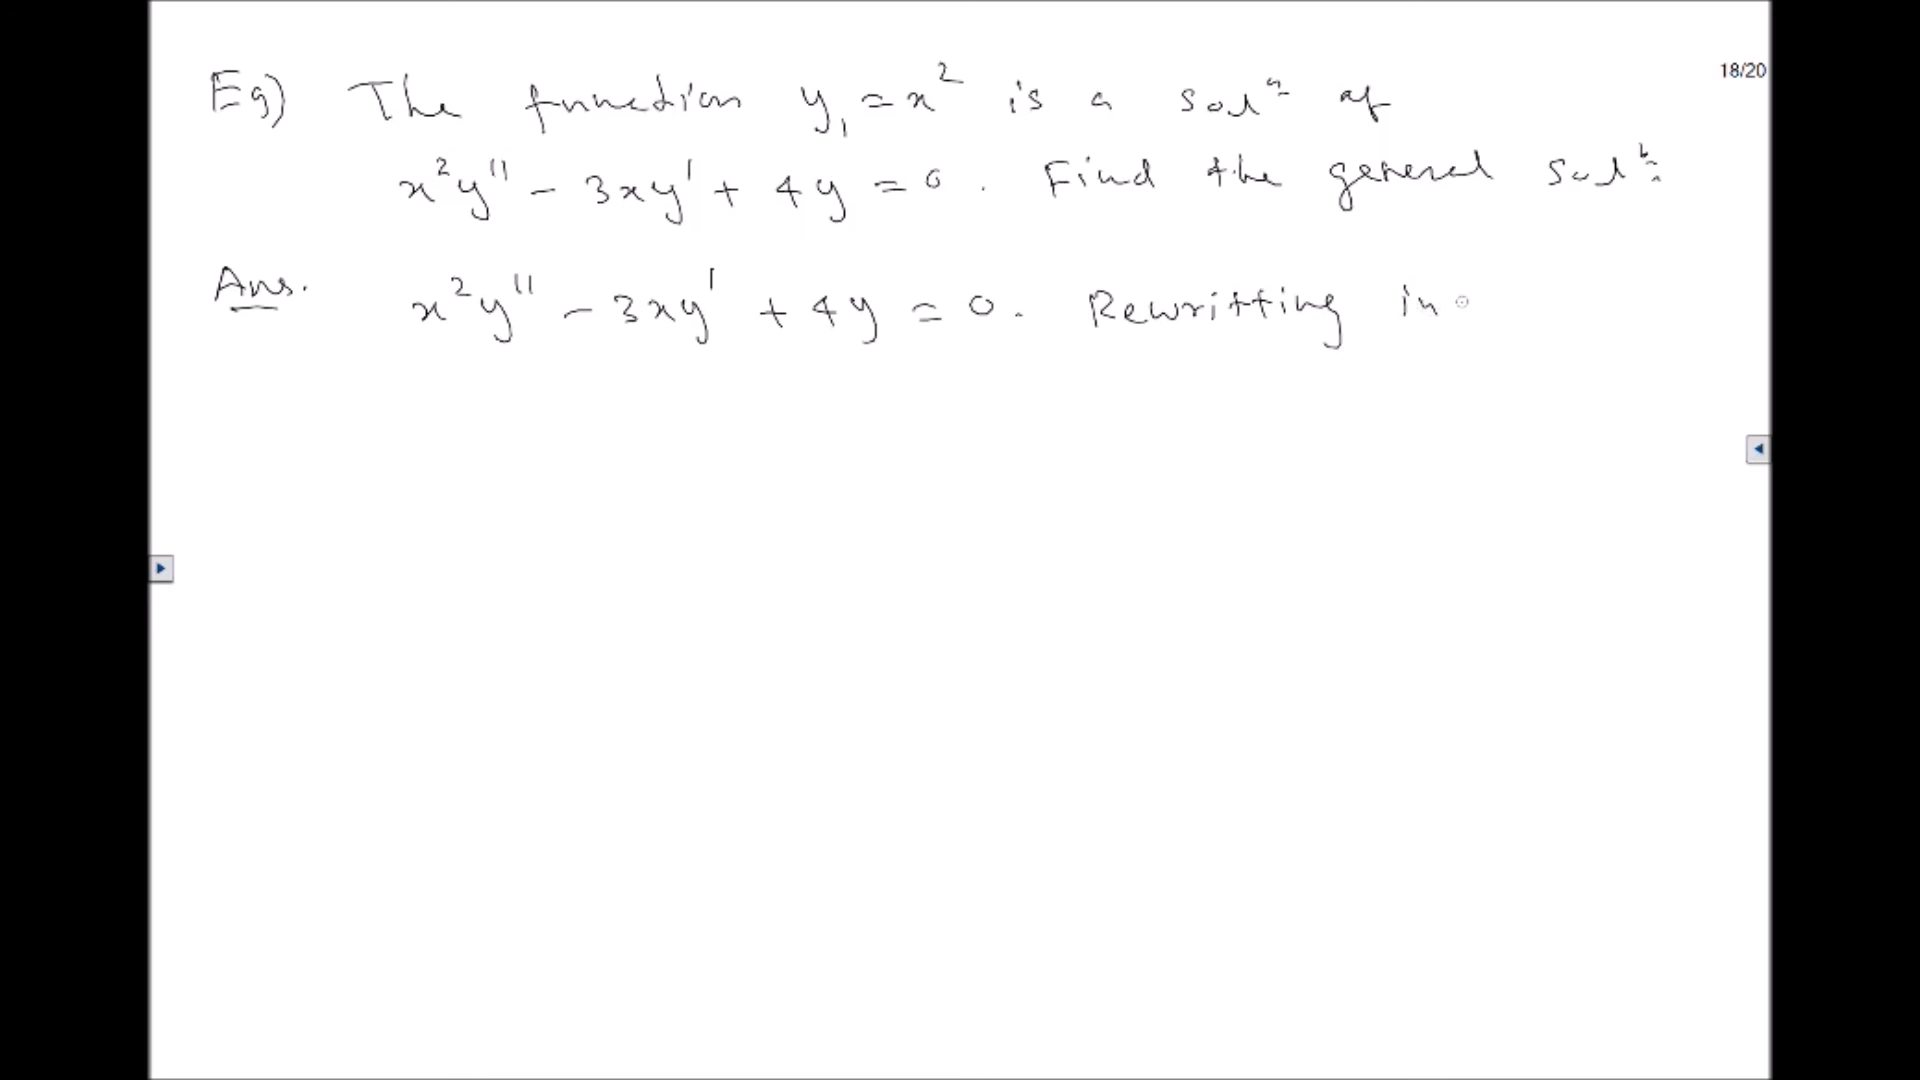 18/20
Eg) The function y₁ = x² is a solⁿ of
x²y'' - 3xy' + 4y = 0. Find the general solⁿ.
Ans. x²y'' - 3xy' + 4y = 0. Rewritting in